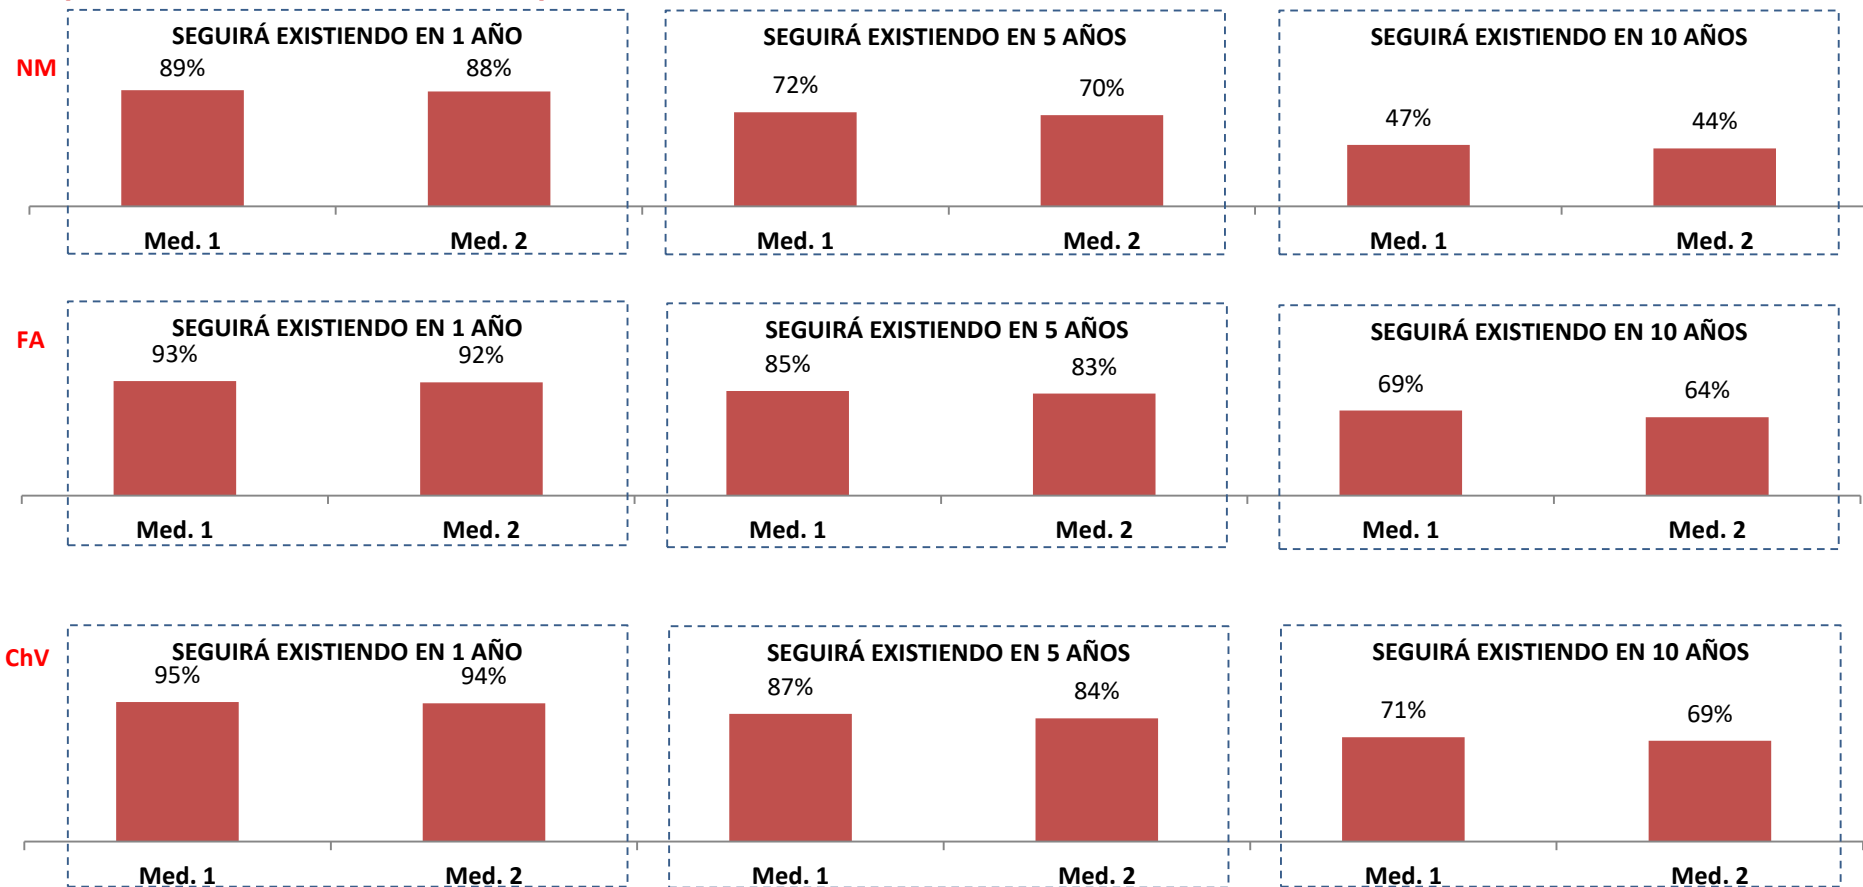 NM
SEGUIRÁ EXISTIENDO EN 1 AÑO
89%
88%
Med. 1
Med. 2
SEGUIRÁ EXISTIENDO EN 5 AÑOS
72%
70%
Med. 1
Med. 2
SEGUIRÁ EXISTIENDO EN 10 AÑOS
47%
44%
Med. 1
Med. 2
FA
SEGUIRÁ EXISTIENDO EN 1 AÑO
93%
92%
Med. 1
Med. 2
SEGUIRÁ EXISTIENDO EN 5 AÑOS
85%
83%
Med. 1
Med. 2
SEGUIRÁ EXISTIENDO EN 10 AÑOS
69%
64%
Med. 1
Med. 2
ChV
SEGUIRÁ EXISTIENDO EN 1 AÑO
95%
94%
Med. 1
Med. 2
SEGUIRÁ EXISTIENDO EN 5 AÑOS
87%
84%
Med. 1
Med. 2
SEGUIRÁ EXISTIENDO EN 10 AÑOS
71%
69%
Med. 1
Med. 2